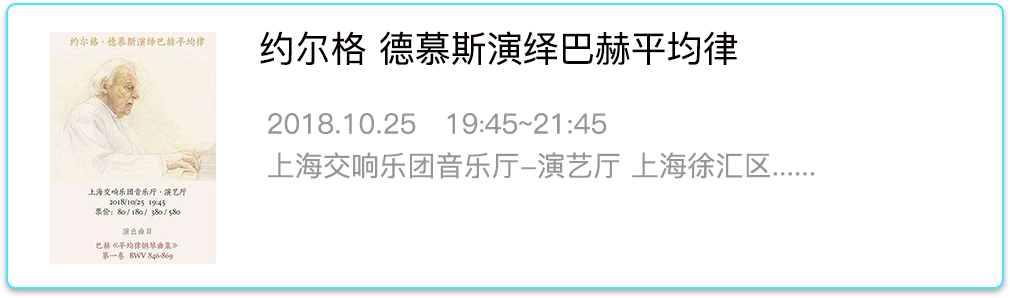 约尔格·德慕斯演绎巴赫平均律
上海交响乐团音乐厅·演艺厅
2018/10/25 19:45
票价：80 / 180 / 380 / 580
演出曲目
巴赫《平均律钢琴曲集》
第一卷 BWV 846-869
约尔格 德慕斯演绎巴赫平均律
2018.10.25 19:45~21:45
上海交响乐团音乐厅-演艺厅 上海徐汇区......